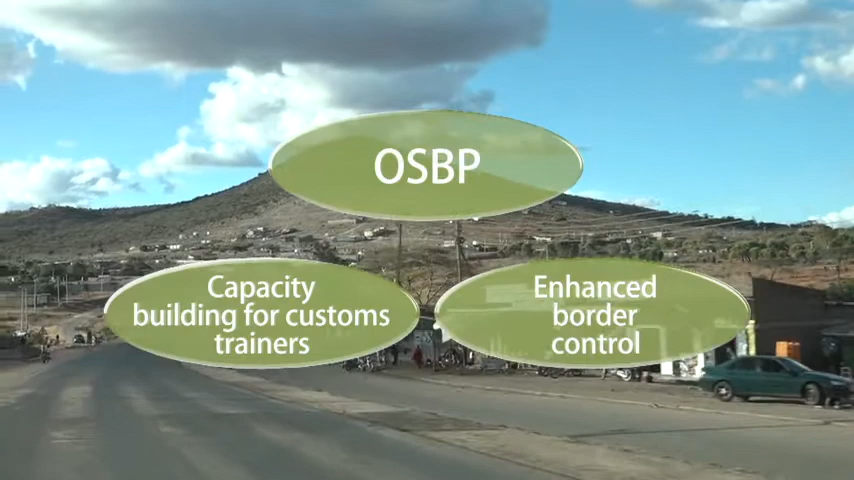 OSBP
Capacity
building for customs
trainers
Enhanced
border
control